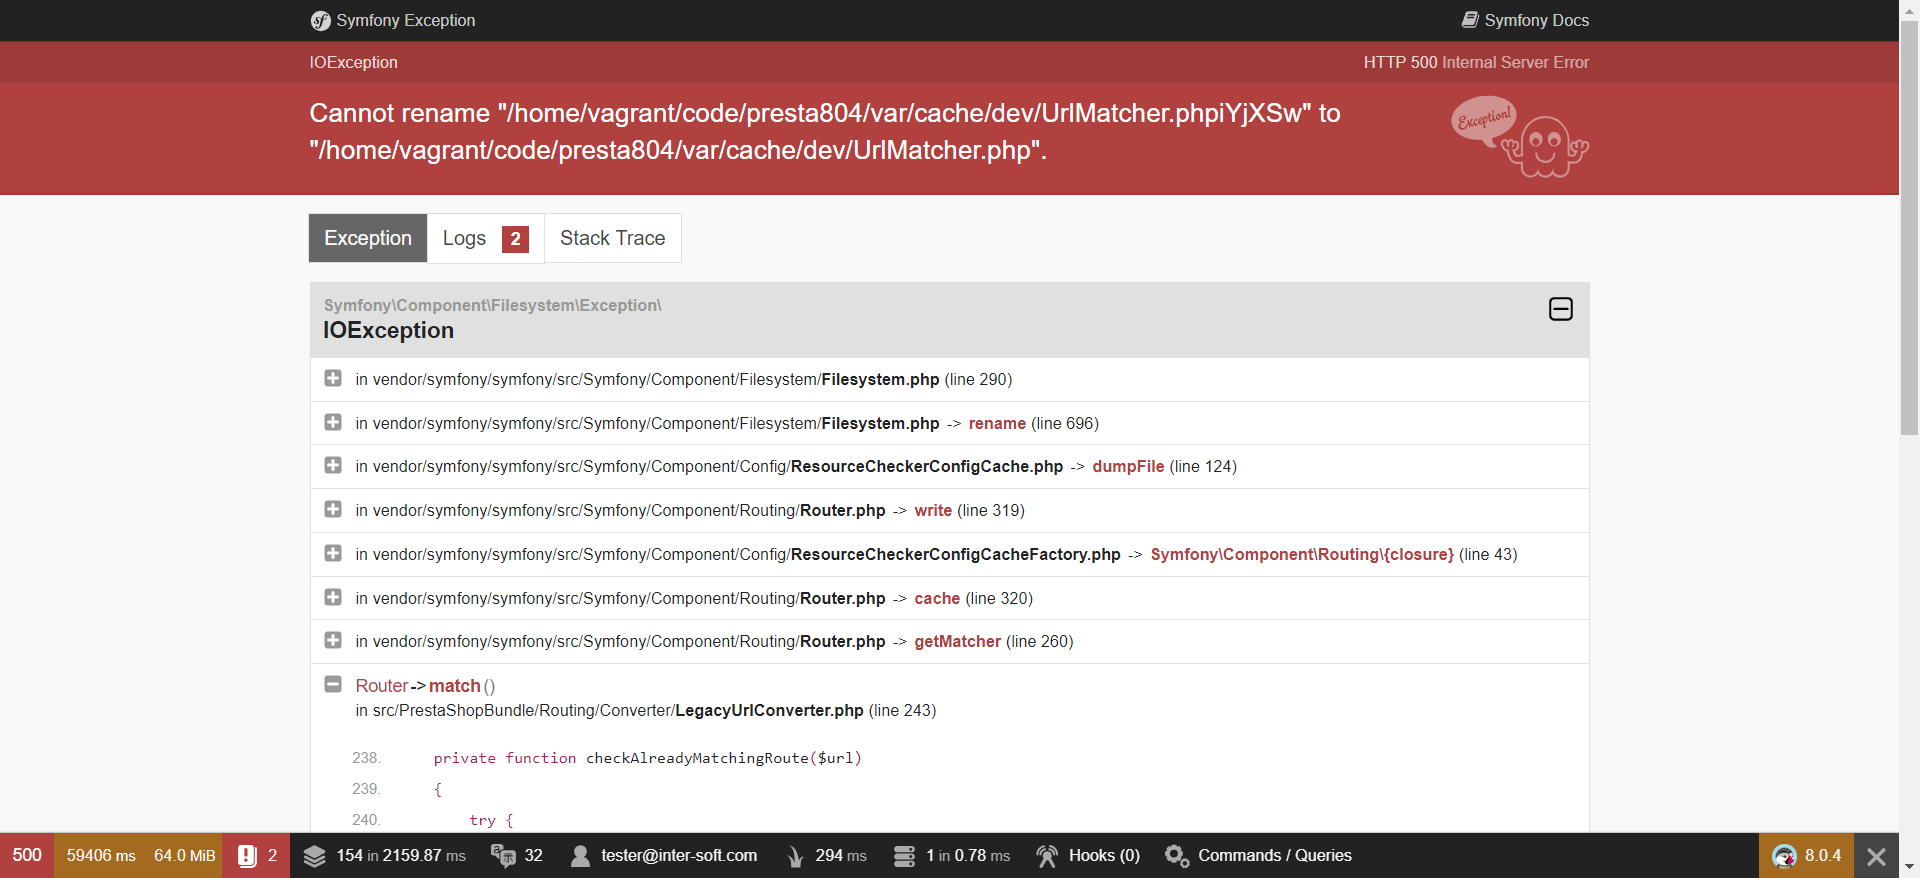 Symfony Exception
Symfony Docs
IOException
HTTP 500 Internal Server Error
Cannot rename "/home/vagrant/code/presta804/var/cache/dev/UrlMatcher.phpiYjXSw" to
"/home/vagrant/code/presta804/var/cache/dev/UrlMatcher.php".
Exception!
Exception
Logs 2
Stack Trace
Symfony\Component\Filesystem\Exception\
IOException
in vendor/symfony/symfony/src/Symfony/Component/Filesystem/Filesystem.php (line 290)
in vendor/symfony/symfony/src/Symfony/Component/Filesystem/Filesystem.php -> rename (line 696)
in vendor/symfony/symfony/src/Symfony/Component/Config/ResourceCheckerConfigCache.php -> dumpFile (line 124)
in vendor/symfony/symfony/src/Symfony/Component/Routing/Router.php -> write (line 319)
in vendor/symfony/symfony/src/Symfony/Component/Config/ResourceCheckerConfigCacheFactory.php -> Symfony\Component\Routing\{closure} (line 43)
in vendor/symfony/symfony/src/Symfony/Component/Routing/Router.php -> cache (line 320)
in vendor/symfony/symfony/src/Symfony/Component/Routing/Router.php -> getMatcher (line 260)
Router->match()
in src/PrestaShopBundle/Routing/Converter/LegacyUrlConverter.php (line 243)
238. private function checkAlreadyMatchingRoute($url)
239. {
240. try {
500 59406 ms 64.0 MiB 2 154 in 2159.87 ms 32 tester@inter-soft.com 294 ms 1 in 0.78 ms Hooks (0) Commands / Queries 8.0.4